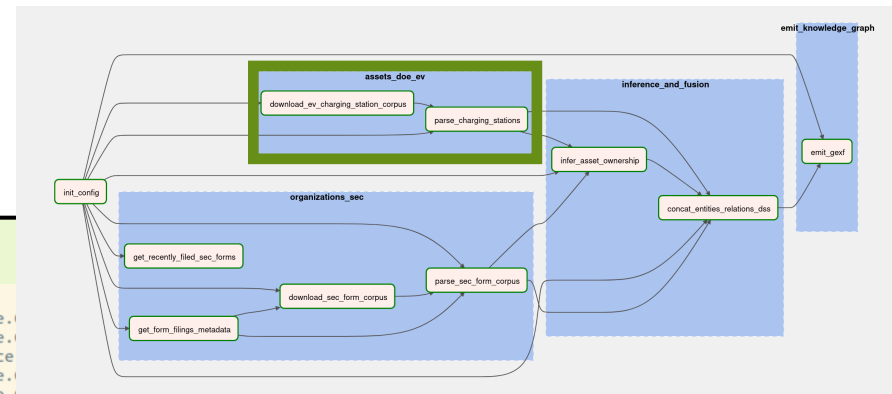 emit_knowledge_graph
assets_doe_ev
inference_and_fusion
download_ev_charging_station_corpus
parse_charging_stations
emit_gexf
infer_asset_ownership
init_config
organizations_sec
concat_entities_relations_dss
get_recently_filed_sec_forms
parse_sec_form_corpus
download_sec_form_corpus
get_form_filings_metadata